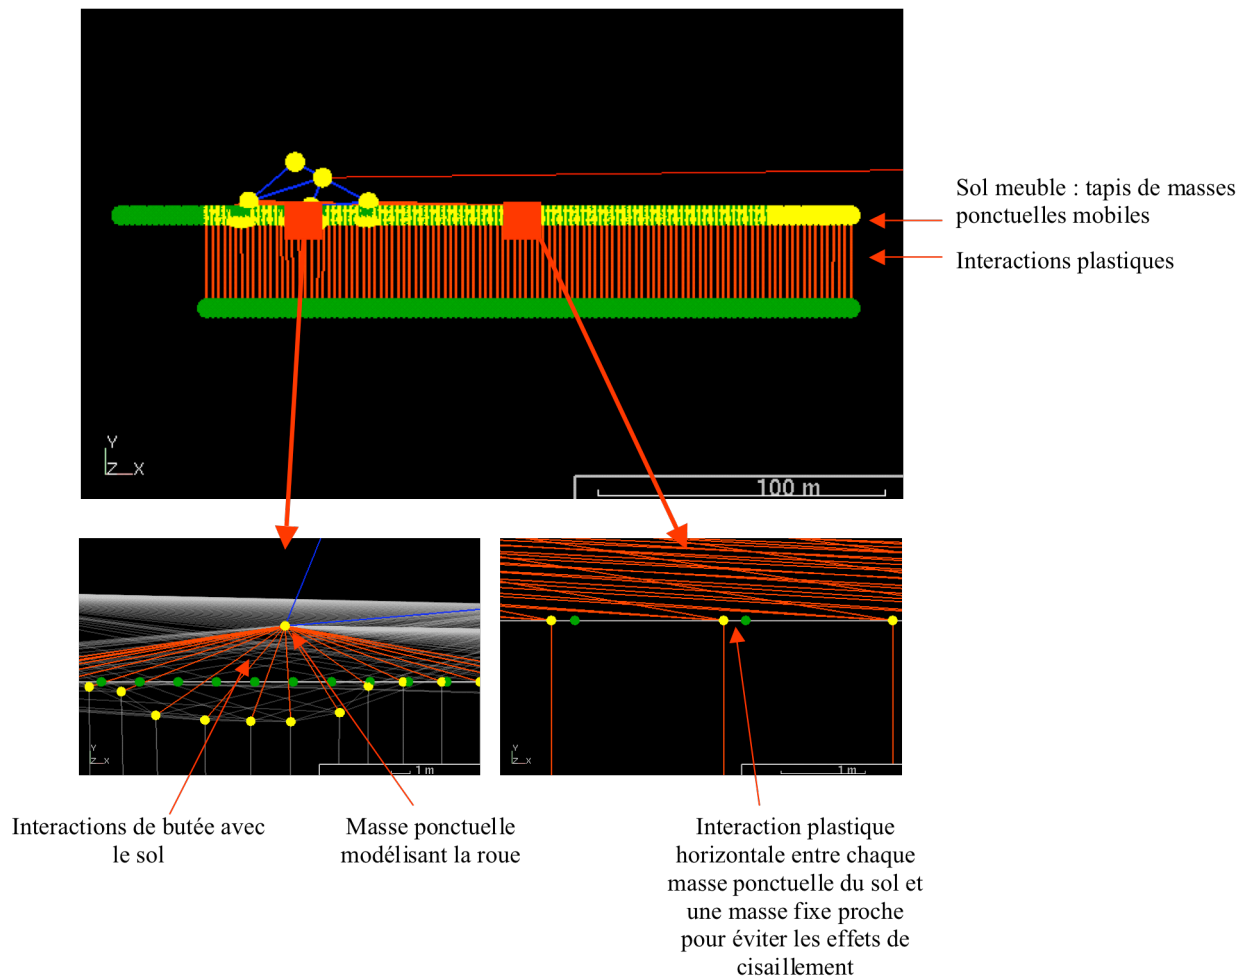 Sol meuble : tapis de masses
ponctuelles mobiles
Interactions plastiques
Y
Z X
100 m
Y
Z X
1 m
Y
Z X
1 m
Interactions de butée avec
le sol
Masse ponctuelle
modélisant la roue
Interaction plastique
horizontale entre chaque
masse ponctuelle du sol et
une masse fixe proche
pour éviter les effets de
cisaillement